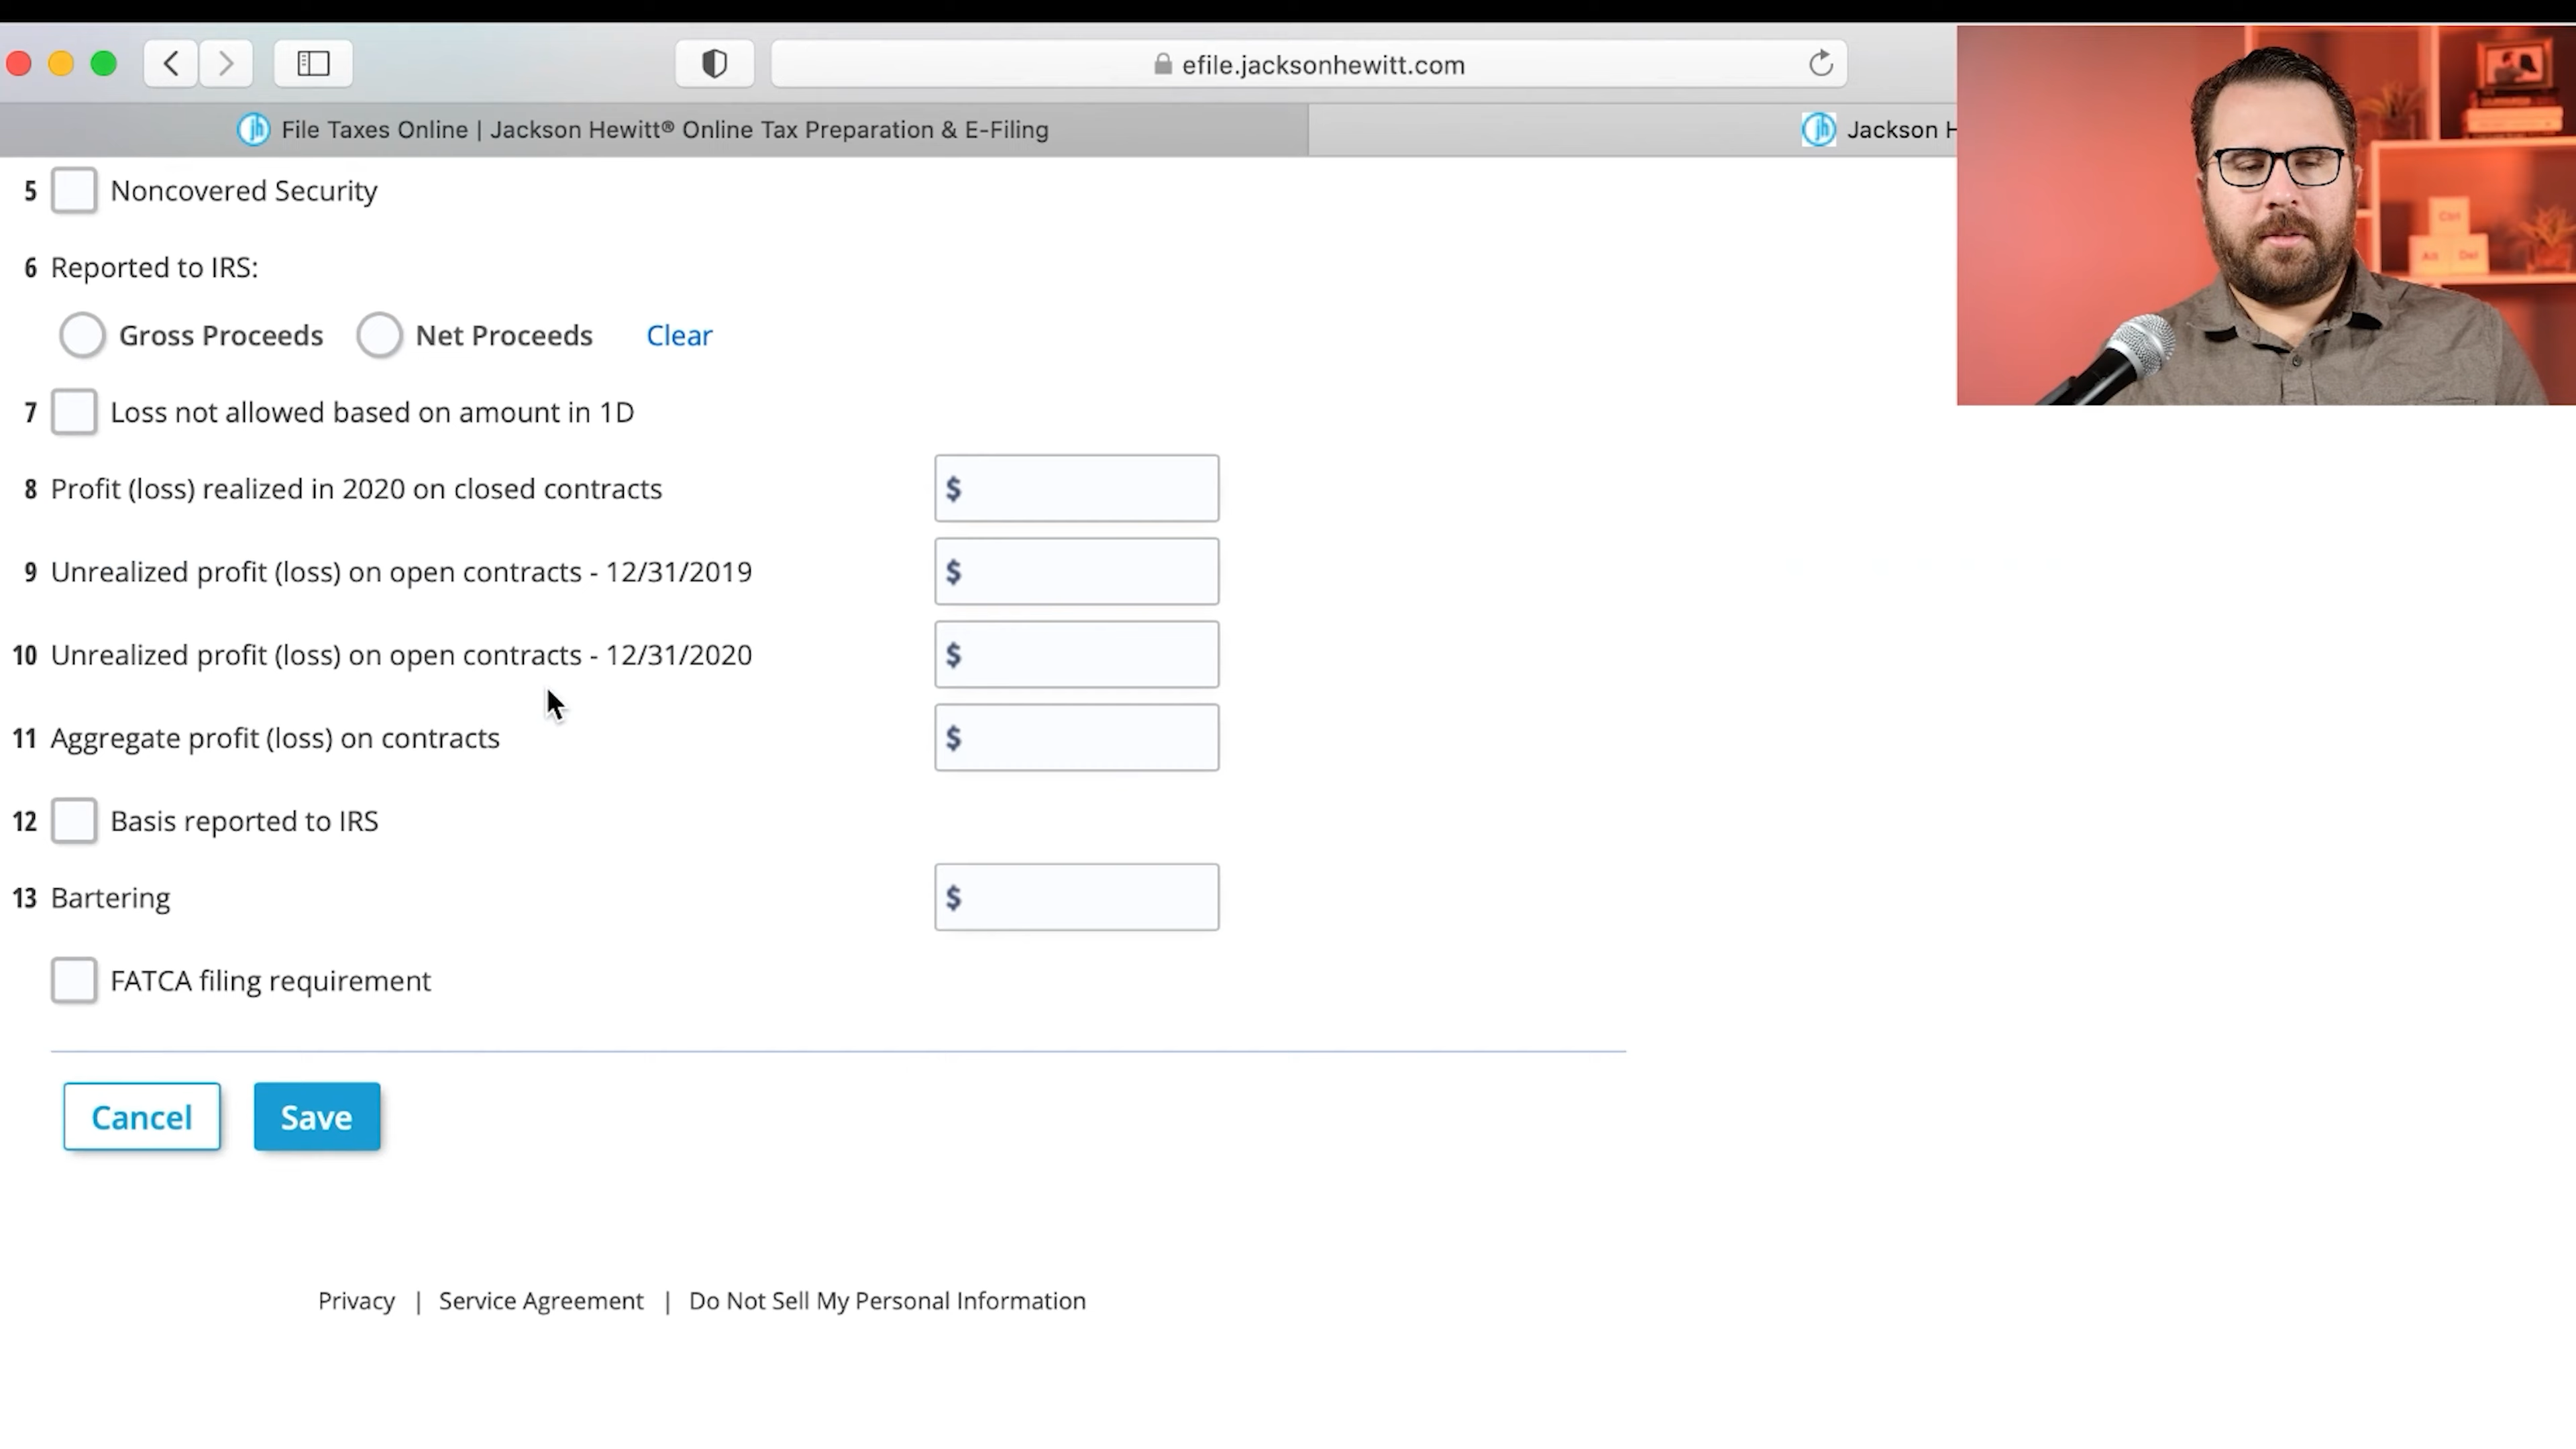 efile.jacksonhewitt.com
File Taxes Online | Jackson Hewitt® Online Tax Preparation & E-Filing
Jackson H
5 Noncovered Security
6 Reported to IRS:
Gross Proceeds Net Proceeds Clear
7 Loss not allowed based on amount in 1D
8 Profit (loss) realized in 2020 on closed contracts $
9 Unrealized profit (loss) on open contracts - 12/31/2019 $
10 Unrealized profit (loss) on open contracts - 12/31/2020 $
11 Aggregate profit (loss) on contracts $
12 Basis reported to IRS
13 Bartering $
FATCA filing requirement
Cancel Save
Privacy | Service Agreement | Do Not Sell My Personal Information
Ctrl
Alt Del